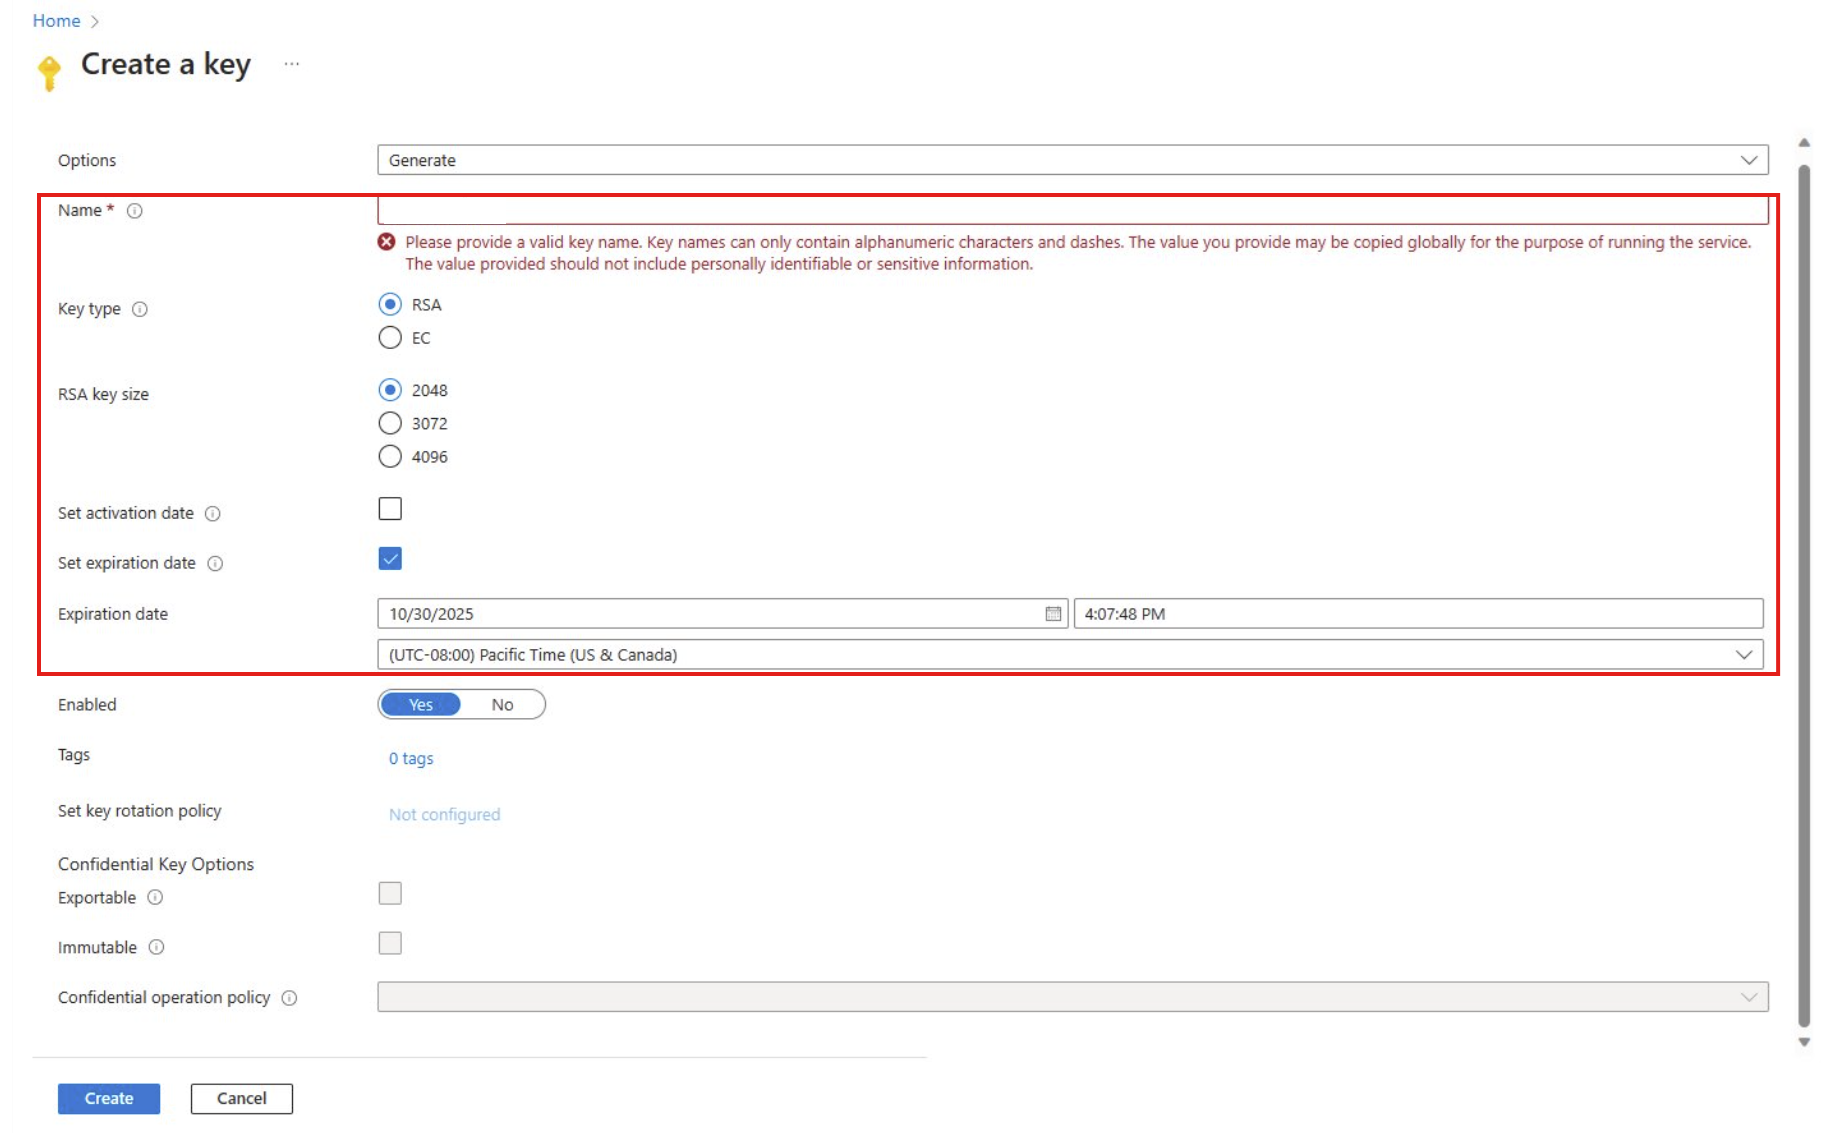 Home
Create a key ...
Options
Generate
Name *
Please provide a valid key name. Key names can only contain alphanumeric characters and dashes. The value you provide may be copied globally for the purpose of running the service.
The value provided should not include personally identifiable or sensitive information.
Key type
RSA
EC
RSA key size
2048
3072
4096
Set activation date
Set expiration date
Expiration date
10/30/2025
4:07:48 PM
(UTC-08:00) Pacific Time (US & Canada)
Enabled
Yes
No
Tags
0 tags
Set key rotation policy
Not configured
Confidential Key Options
Exportable
Immutable
Confidential operation policy
Create
Cancel